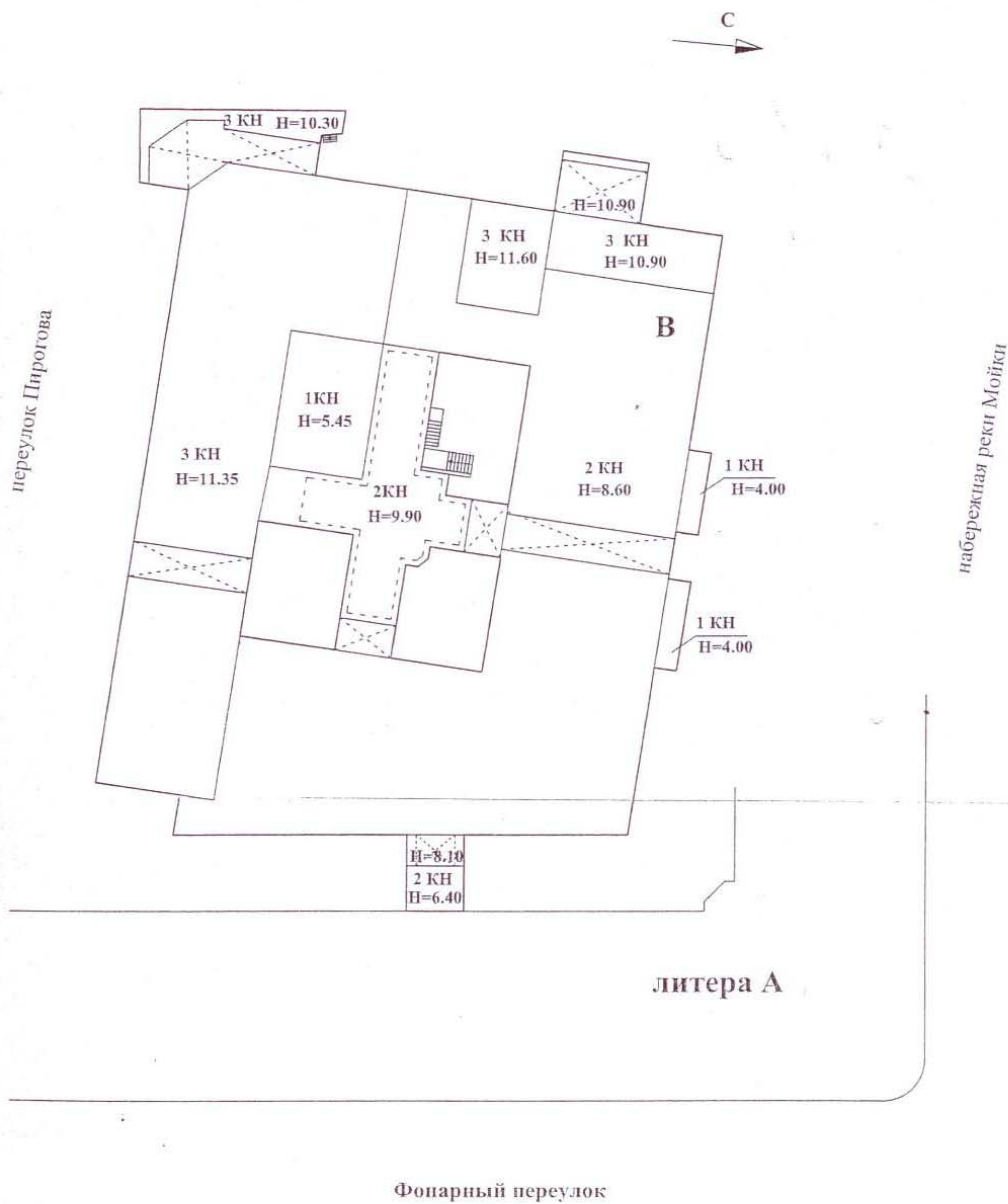 С
3 КН Н=10.30
Н=10.90
3 КН
Н=11.60
3 КН
Н=10.90
В
переулок Пирогова
набережная реки Мойки
1КН
Н=5.45
3 КН
Н=11.35
2КН
Н=9.90
2 КН
Н=8.60
1 КН
Н=4.00
1 КН
Н=4.00
Н=8.10
2 КН
Н=6.40
литера А
Фонарный переулок